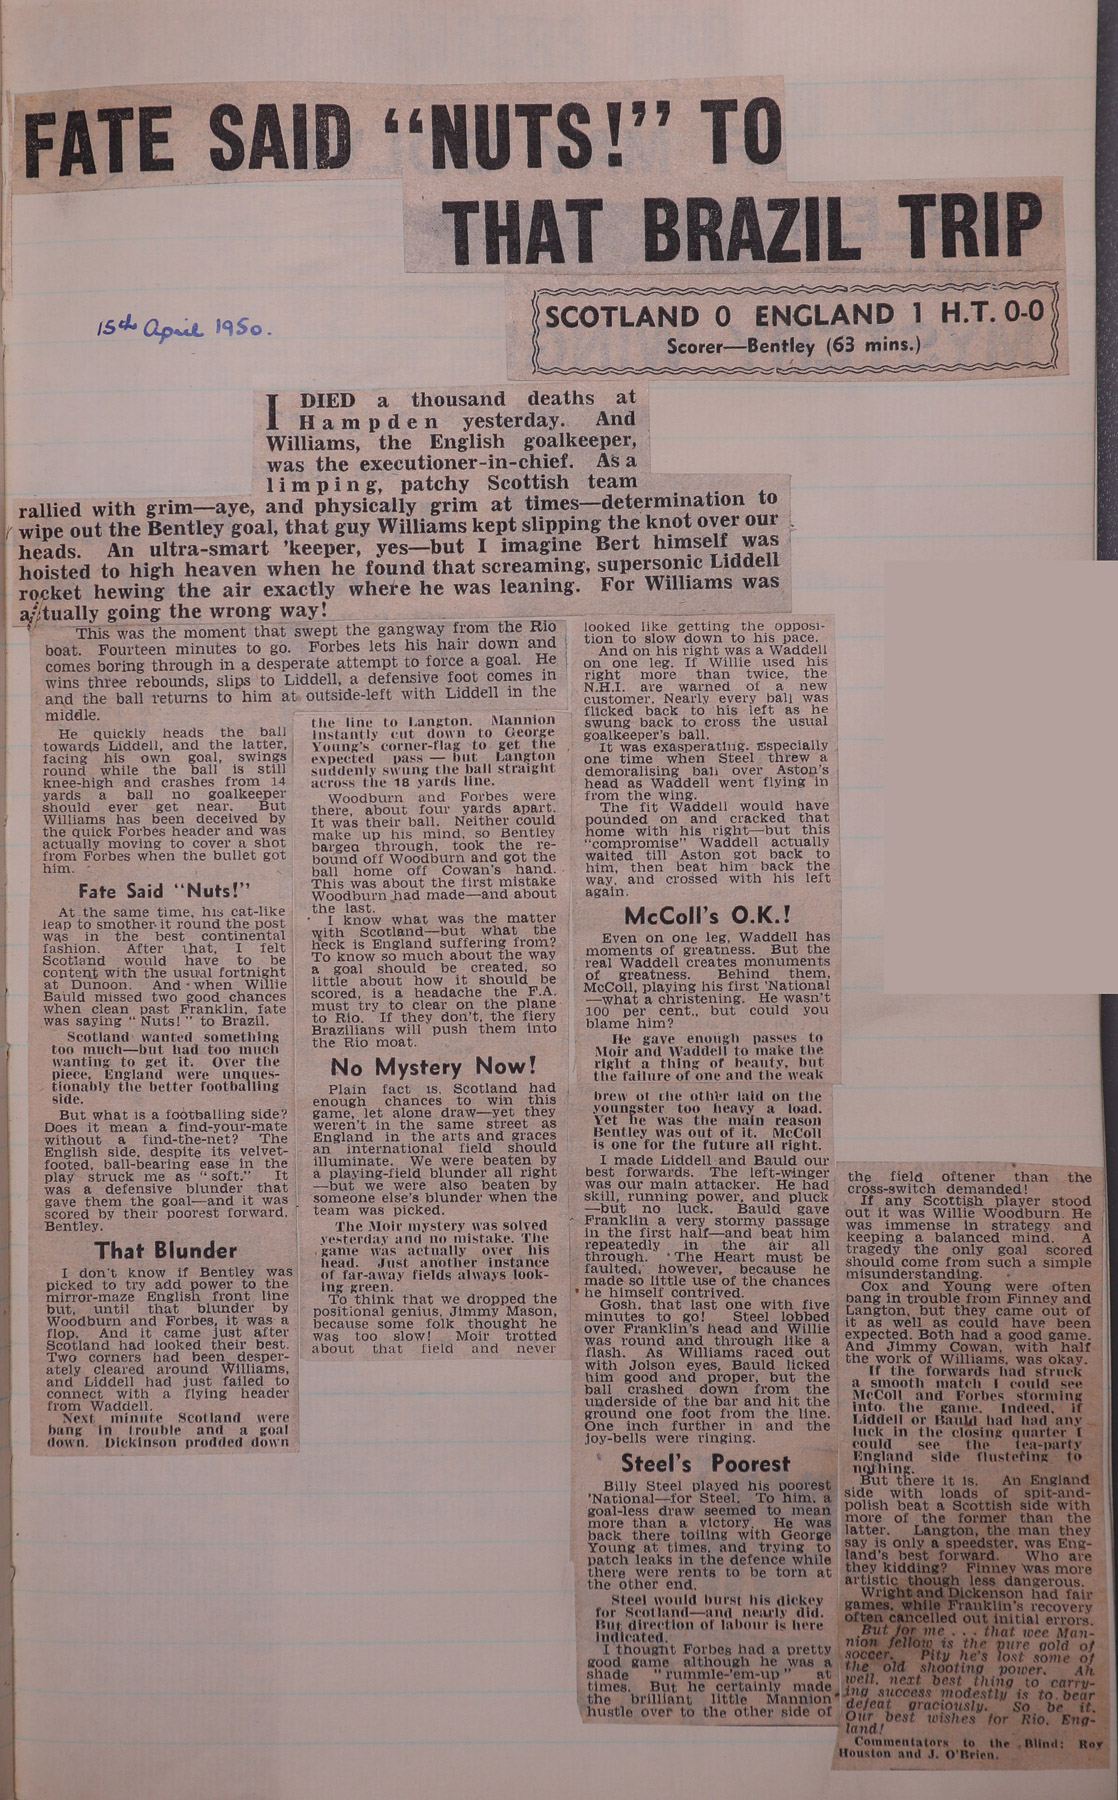 FATE SAID "NUTS!" TO
THAT BRAZIL TRIP
15th April 1950.
SCOTLAND 0 ENGLAND 1 H.T. 0-0
Scorer—Bentley (63 mins.)
I DIED a thousand deaths at
Hampden yesterday. And
Williams, the English goalkeeper,
was the executioner-in-chief. As a
limping, patchy Scottish team
rallied with grim—aye, and physically grim at times—determination to
wipe out the Bentley goal, that guy Williams kept slipping the knot over our
heads. An ultra-smart 'keeper, yes—but I imagine Bert himself was
hoisted to high heaven when he found that screaming, supersonic Liddell
rocket hewing the air exactly where he was leaning. For Williams was
actually going the wrong way!
This was the moment that swept the gangway from the Rio
boat. Fourteen minutes to go. Forbes lets his hair down and
comes boring through in a desperate attempt to force a goal. He
wins three rebounds, slips to Liddell, a defensive foot comes in
and the ball returns to him at outside-left with Liddell in the
middle.
He quickly heads the ball
towards Liddell, and the latter,
facing his own goal, swings
round while the ball is still
knee-high and crashes from 14
yards a ball no goalkeeper
should ever get near. But
Williams has been deceived by
the quick Forbes header and was
actually moving to cover a shot
from Forbes when the bullet got
him.
Fate Said "Nuts!"
At the same time, his cat-like
leap to smother it round the post
was in the best continental
fashion. After that, I felt
Scotland would have to be
content with the usual fortnight
at Dunoon. And when Willie
Bauld missed two good chances
when clean past Franklin, fate
was saying "Nuts!" to Brazil.
Scotland wanted something
too much—but had too much
wanting to get it. Over the
piece, England were unques-
tionably the better footballing
side.
But what is a footballing side?
Does it mean a find-your-mate
without a find-the-net? The
English side, despite its velvet-
footed, ball-bearing ease in the
play struck me as "soft." It
was a defensive blunder that
gave them the goal—and it was
scored by their poorest forward,
Bentley.
That Blunder
I don't know if Bentley was
picked to try add power to the
mirror-maze English front line
but, until that blunder by
Woodburn and Forbes, it was a
flop. And it came just after
Scotland had looked their best.
Two corners had been desper-
ately cleared around Williams,
and Liddell had just failed to
connect with a flying header
from Waddell.
Next minute Scotland were
bang in trouble and a goal
down. Dickinson prodded down
the line to Langton. Mannion
instantly cut down to George
Young's corner-flag to get the
expected pass — but Langton
suddenly swung the ball straight
across the 18 yards line.
Woodburn and Forbes were
there, about four yards apart.
It was their ball. Neither could
make up his mind, so Bentley
barged through, took the re-
bound off Woodburn and got the
ball home off Cowan's hand.
This was about the first mistake
Woodburn had made—and about
the last.
I know what was the matter
with Scotland—but what the
heck is England suffering from?
To know so much about the way
a goal should be created, so
little about how it should be
scored, is a headache the F.A.
must try to clear on the plane
to Rio. If they don't, the fiery
Brazilians will push them into
the Rio moat.
No Mystery Now!
Plain fact is, Scotland had
enough chances to win this
game, let alone draw—yet they
weren't in the same street as
England in the arts and graces
an international field should
illuminate. We were beaten by
a playing-field blunder all right
—but we were also beaten by
someone else's blunder when the
team was picked.
The Moir mystery was solved
yesterday and no mistake. The
game was actually over his
head. Just another instance
of far-away fields always look-
ing green.
To think that we dropped the
positional genius, Jimmy Mason,
because some folk thought he
was too slow! Moir trotted
about that field and never
looked like getting the opposi-
tion to slow down to his pace.
And on his right was a Waddell
on one leg. If Willie used his
right more than twice, the
N.H.I. are warned of a new
customer. Nearly every ball was
flicked back to his left as he
swung back to cross the usual
goalkeeper's ball.
It was exasperating. Especially
one time when Steel threw a
demoralising ball over Aston's
head as Waddell went flying in
from the wing.
The fit Waddell would have
pounded on and cracked that
home with his right—but this
"compromise" Waddell actually
waited till Aston got back to
him, then beat him back the
way, and crossed with his left
again.
McColl's O.K.!
Even on one leg, Waddell has
moments of greatness. But the
real Waddell creates monuments
of greatness. Behind them,
McColl, playing his first 'National
—what a christening. He wasn't
100 per cent., but could you
blame him?
He gave enough passes to
Moir and Waddell to make the
right a thing of beauty, but
the failure of one and the weak
brew of the other laid on the
youngster too heavy a load.
Yet he was the main reason
Bentley was out of it. McColl
is one for the future all right.
I made Liddell and Bauld our
best forwards. The left-winger
was our main attacker. He had
skill, running power, and pluck
—but no luck. Bauld gave
Franklin a very stormy passage
in the first half—and beat him
repeatedly in the air all
through. The Heart must be
faulted, however, because he
made so little use of the chances
he himself contrived.
Gosh, that last one with five
minutes to go! Steel lobbed
over Franklin's head and Willie
was round and through like a
flash. As Williams raced out
with Jolson eyes, Bauld licked
him good and proper, but the
ball crashed down from the
underside of the bar and hit the
ground one foot from the line.
One inch further in and the
joy-bells were ringing.
Steel's Poorest
Billy Steel played his poorest
'National—for Steel. To him, a
goal-less draw seemed to mean
more than a victory. He was
back there toiling with George
Young at times, and trying to
patch leaks in the defence while
there were rents to be torn at
the other end.
Steel would burst his dickey
for Scotland—and nearly did.
But direction of labour is here
indicated.
I thought Forbes had a pretty
good game although he was a
shade "rummle-'em-up" at
times. But he certainly made
the brilliant little Mannion
hustle over to the other side of
the field oftener than the
cross-switch demanded!
If any Scottish player stood
out it was Willie Woodburn. He
was immense in strategy and
keeping a balanced mind. A
tragedy the only goal scored
should come from such a simple
misunderstanding.
Cox and Young were often
bang in trouble from Finney and
Langton, but they came out of
it as well as could have been
expected. Both had a good game.
And Jimmy Cowan, with half
the work of Williams, was okay.
If the forwards had struck
a smooth match I could see
McColl and Forbes storming
into the game. Indeed, if
Liddell or Bauld had had any
luck in the closing quarter I
could see the tea-party
England side flustering to
nothing.
But there it is. An England
side with loads of spit-and-
polish beat a Scottish side with
more of the former than the
latter. Langton, the man they
say is only a speedster, was Eng-
land's best forward. Who are
they kidding? Finney was more
artistic though less dangerous.
Wright and Dickenson had fair
games, while Franklin's recovery
often cancelled out initial errors.
But for me . . . that wee Man-
nion fellow is the pure gold of
soccer. Pity he's lost some of
the old shooting power. Ah
well, next best thing to carry-
ing success modestly is to bear
defeat graciously. So be it.
Our best wishes for Rio, Eng-
land!
Commentators to the Blind: Roy
Houston and J. O'Brien.